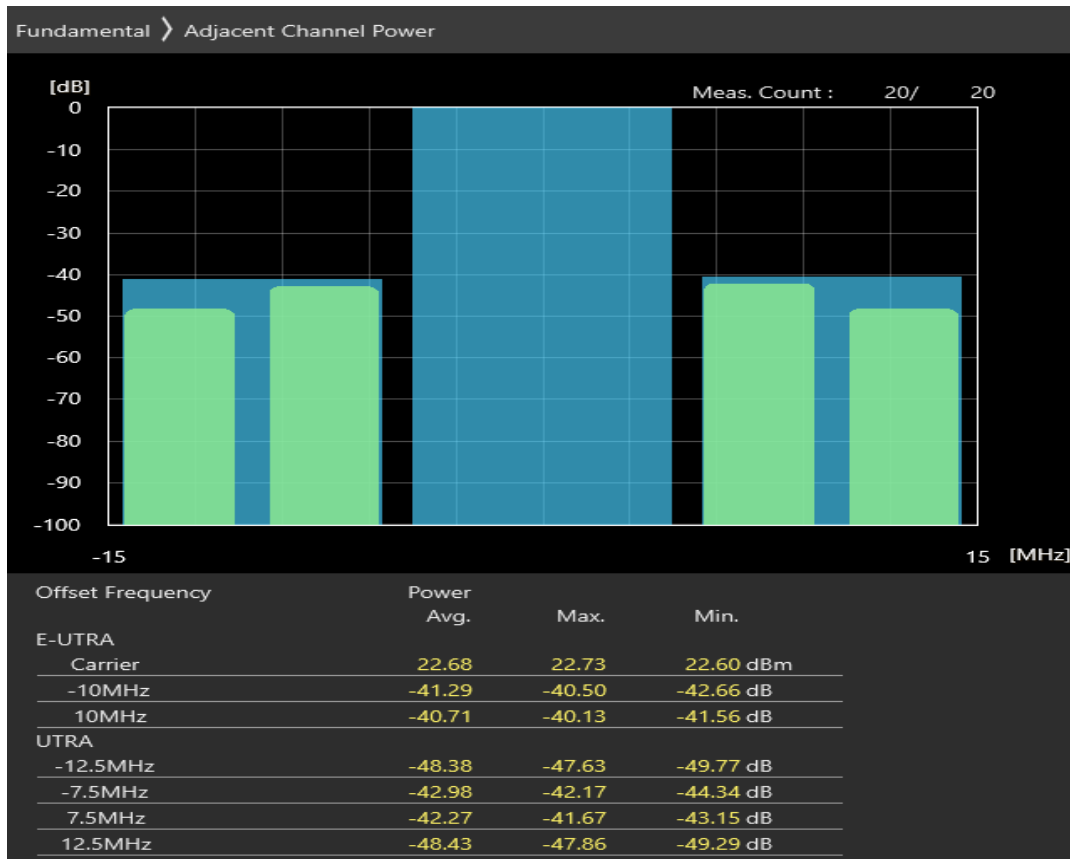 Fundamental ❯ Adjacent Channel Power
[dB]
Meas. Count : 20/ 20
0
-10
-20
-30
-40
-50
-60
-70
-80
-90
-100
-15 15 [MHz]
Offset Frequency Power
Avg. Max. Min.
E-UTRA
Carrier 22.68 22.73 22.60 dBm
-10MHz -41.29 -40.50 -42.66 dB
10MHz -40.71 -40.13 -41.56 dB
UTRA
-12.5MHz -48.38 -47.63 -49.77 dB
-7.5MHz -42.98 -42.17 -44.34 dB
7.5MHz -42.27 -41.67 -43.15 dB
12.5MHz -48.43 -47.86 -49.29 dB